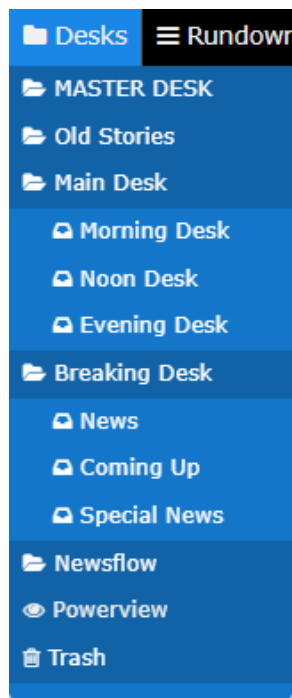 Desks Rundown
MASTER DESK
Old Stories
Main Desk
Morning Desk
Noon Desk
Evening Desk
Breaking Desk
News
Coming Up
Special News
Newsflow
Powerview
Trash